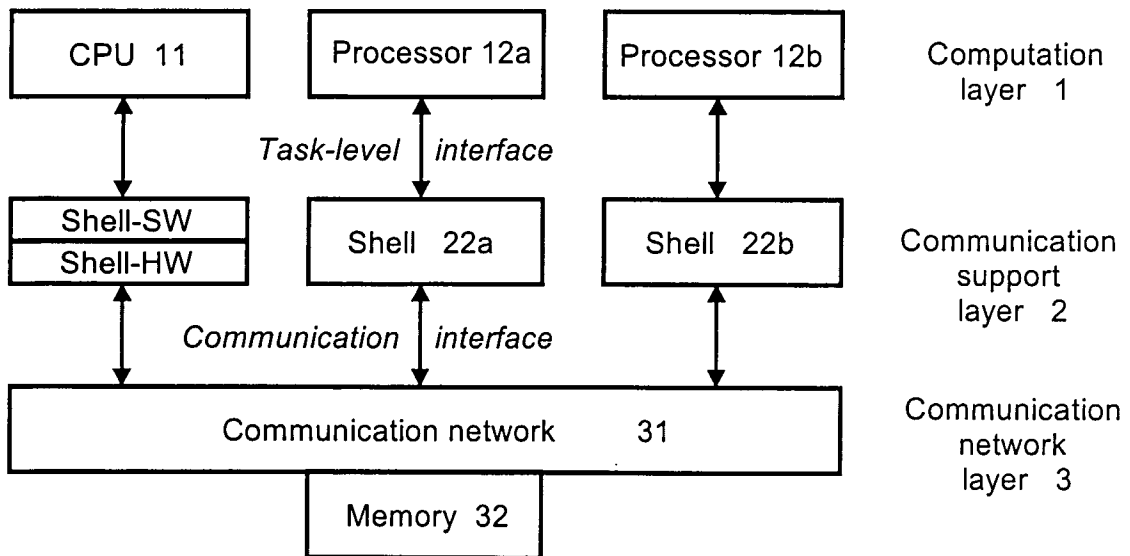 CPU 11
Processor 12a
Processor 12b
Computation
layer 1
Task-level interface
Shell-SW
Shell-HW
Shell 22a
Shell 22b
Communication
support
layer 2
Communication interface
Communication network 31
Communication
network
layer 3
Memory 32